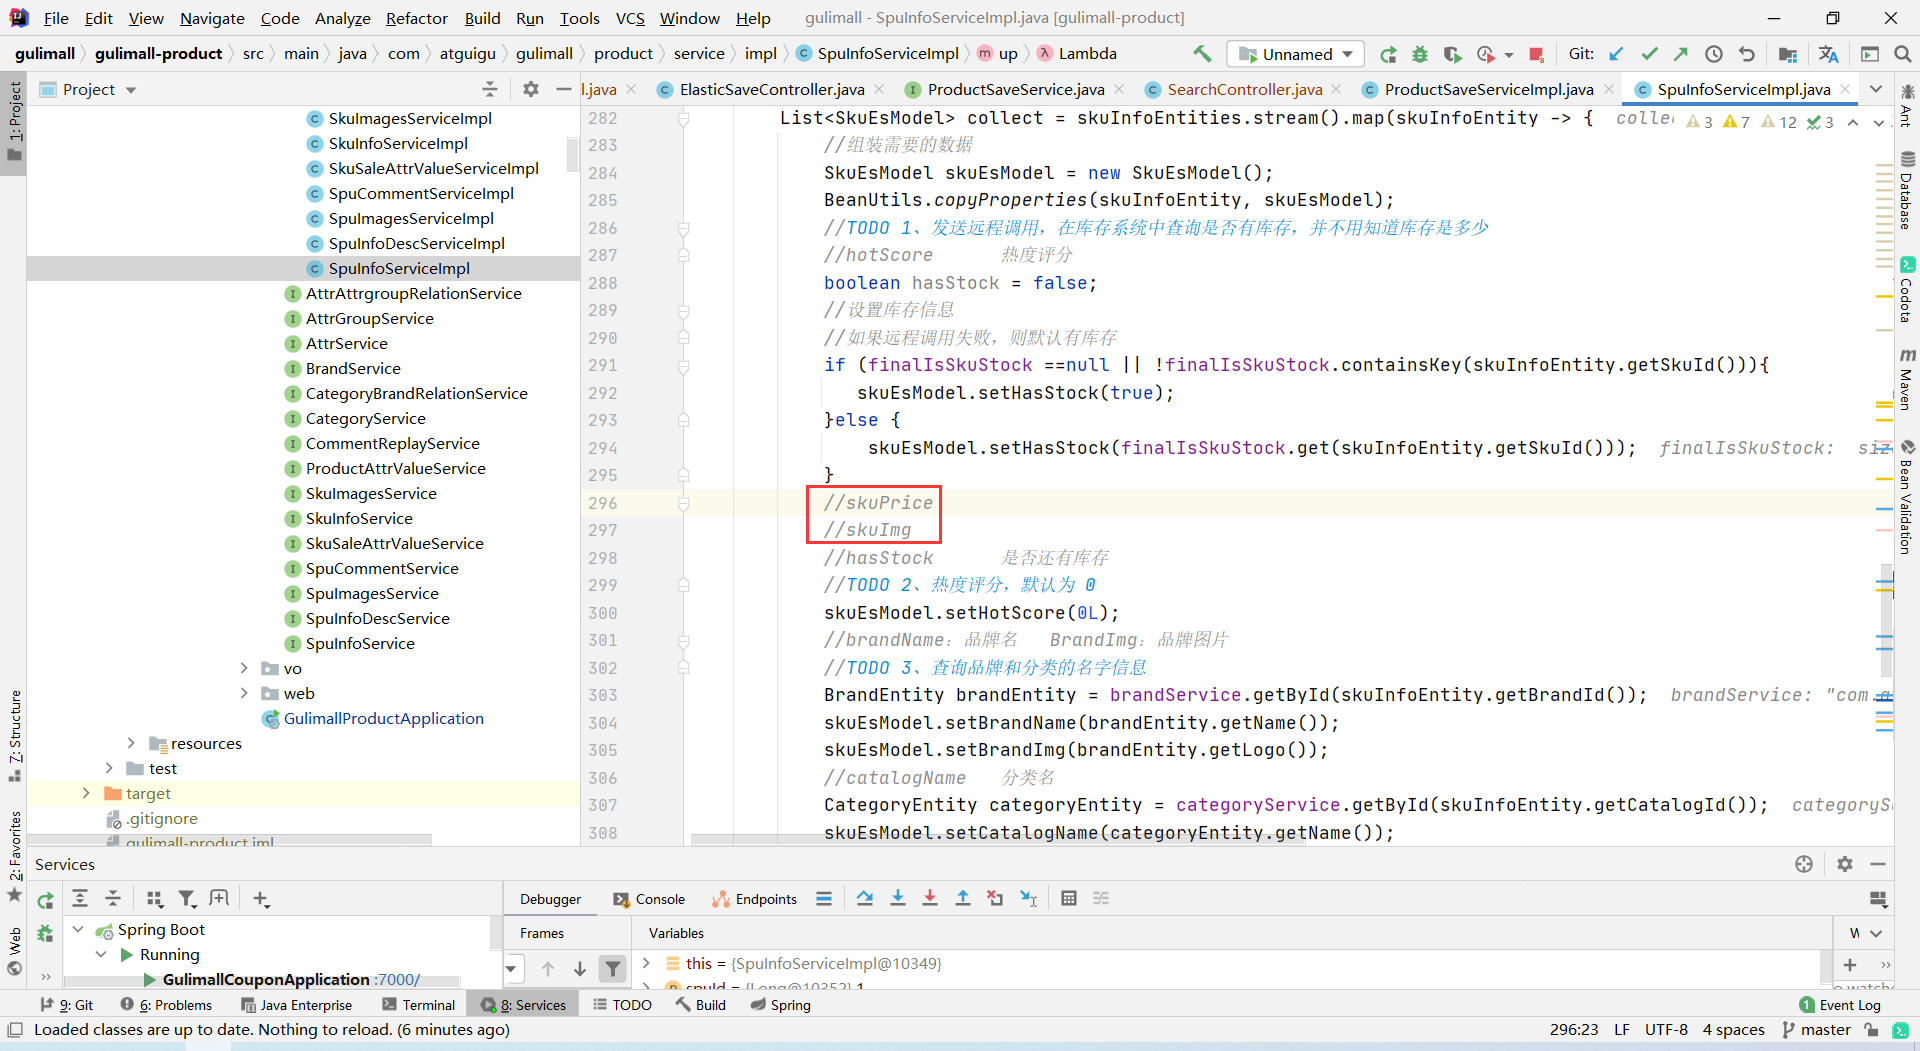 File Edit View Navigate Code Analyze Refactor Build Run Tools VCS Window Help gulimall - SpuInfoServiceImpl.java [gulimall-product]
gulimall gulimall-product src main java com atguigu gulimall product service impl SpuInfoServiceImpl up Lambda Unnamed Git:
Project
l.java ElasticSaveController.java ProductSaveService.java SearchController.java ProductSaveServiceImpl.java SpuInfoServiceImpl.java
1: Project
SkuImagesServiceImpl
SkuInfoServiceImpl
SkuSaleAttrValueServiceImpl
SpuCommentServiceImpl
SpuImagesServiceImpl
SpuInfoDescServiceImpl
SpuInfoServiceImpl
AttrAttrgroupRelationService
AttrGroupService
AttrService
BrandService
CategoryBrandRelationService
CategoryService
CommentReplayService
ProductAttrValueService
SkuImagesService
SkuInfoService
SkuSaleAttrValueService
SpuCommentService
SpuImagesService
SpuInfoDescService
SpuInfoService
vo
web
GulimallProductApplication
resources
test
target
.gitignore
gulimall-product.iml
7: Structure
2: Favorites
Web
282 List<SkuEsModel> collect = skuInfoEntities.stream().map(skuInfoEntity -> { collec 3 7 12 3
283 //组装需要的数据
284 SkuEsModel skuEsModel = new SkuEsModel();
285 BeanUtils.copyProperties(skuInfoEntity, skuEsModel);
286 //TODO 1、发送远程调用，在库存系统中查询是否有库存，并不用知道库存是多少
287 //hotScore 热度评分
288 boolean hasStock = false;
289 //设置库存信息
290 //如果远程调用失败，则默认有库存
291 if (finalIsSkuStock ==null || !finalIsSkuStock.containsKey(skuInfoEntity.getSkuId())){
292 skuEsModel.setHasStock(true);
293 }else {
294 skuEsModel.setHasStock(finalIsSkuStock.get(skuInfoEntity.getSkuId())); finalIsSkuStock: siz
295 }
296 //skuPrice
297 //skuImg
298 //hasStock 是否还有库存
299 //TODO 2、热度评分，默认为 0
300 skuEsModel.setHotScore(0L);
301 //brandName：品牌名 BrandImg：品牌图片
302 //TODO 3、查询品牌和分类的名字信息
303 BrandEntity brandEntity = brandService.getById(skuInfoEntity.getBrandId()); brandService: "com.
304 skuEsModel.setBrandName(brandEntity.getName());
305 skuEsModel.setBrandImg(brandEntity.getLogo());
306 //catalogName 分类名
307 CategoryEntity categoryEntity = categoryService.getById(skuInfoEntity.getCatalogId()); categoryS
308 skuEsModel.setCatalogName(categoryEntity.getName());
Ant
Database
Codota
Maven
Bean Validation
Services
Debugger Console Endpoints
Spring Boot
Running
GulimallCouponApplication :7000/
Frames Variables W
this = {SpuInfoServiceImpl@10349}
spuId = {Long@10352} 1
9: Git 6: Problems Java Enterprise Terminal 8: Services TODO Build Spring 1 Event Log
Loaded classes are up to date. Nothing to reload. (6 minutes ago) 296:23 LF UTF-8 4 spaces master